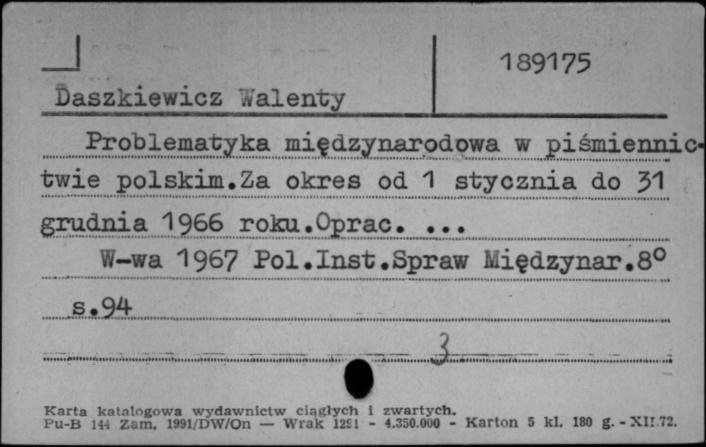 189175
Daszkiewicz Walenty
Problematyka międzynarodowa w piśmiennic-
twie polskim.Za okres od 1 stycznia do 31
grudnia 1966 roku.Oprac. ...
W-wa 1967 Pol.Inst.Spraw Międzynar.8°
s.94
3
Karta katalogowa wydawnictw ciągłych i zwartych.
Pu-B 144 Zam. 1991/DW/On — Wrak 1291 - 4.350.000 - Karton 5 kl. 180 g. - XII.72.